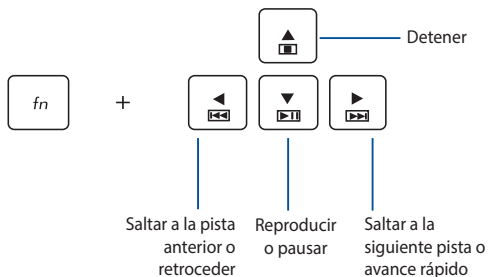 Detener
fn +
Saltar a la pista
anterior o
retroceder
Reproducir
o pausar
Saltar a la
siguiente pista o
avance rápido